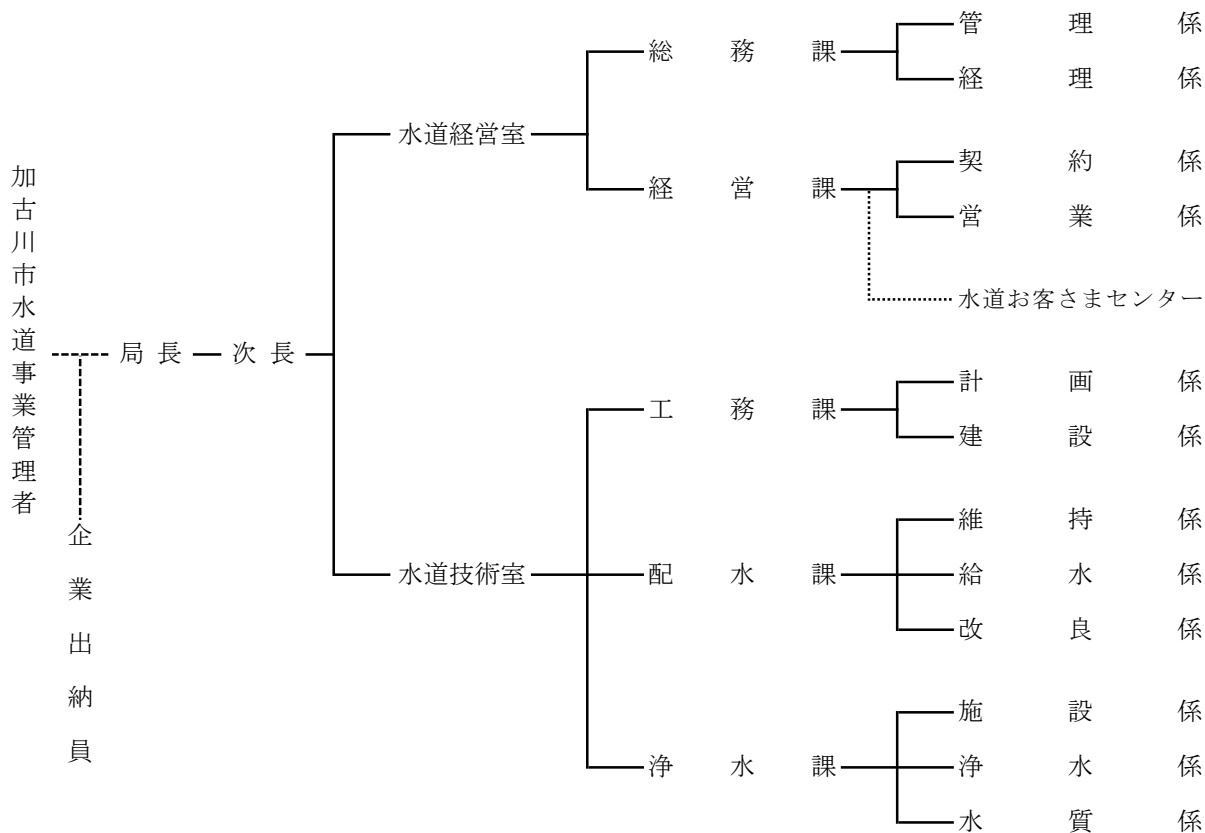 加古川市水道事業管理者
企業出納員
局長
次長
水道経営室
総務課
管理係
経理係
経営課
契約係
営業係
水道お客さまセンター
水道技術室
工務課
計画係
建設係
配水課
維持係
給水係
改良係
浄水課
施設係
浄水係
水質係